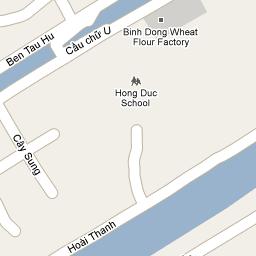 Binh Dong Wheat
Flour Factory
Ben Tau Hu
Cầu chữ U
Hong Duc
School
Cây Sung
Hoài Thanh